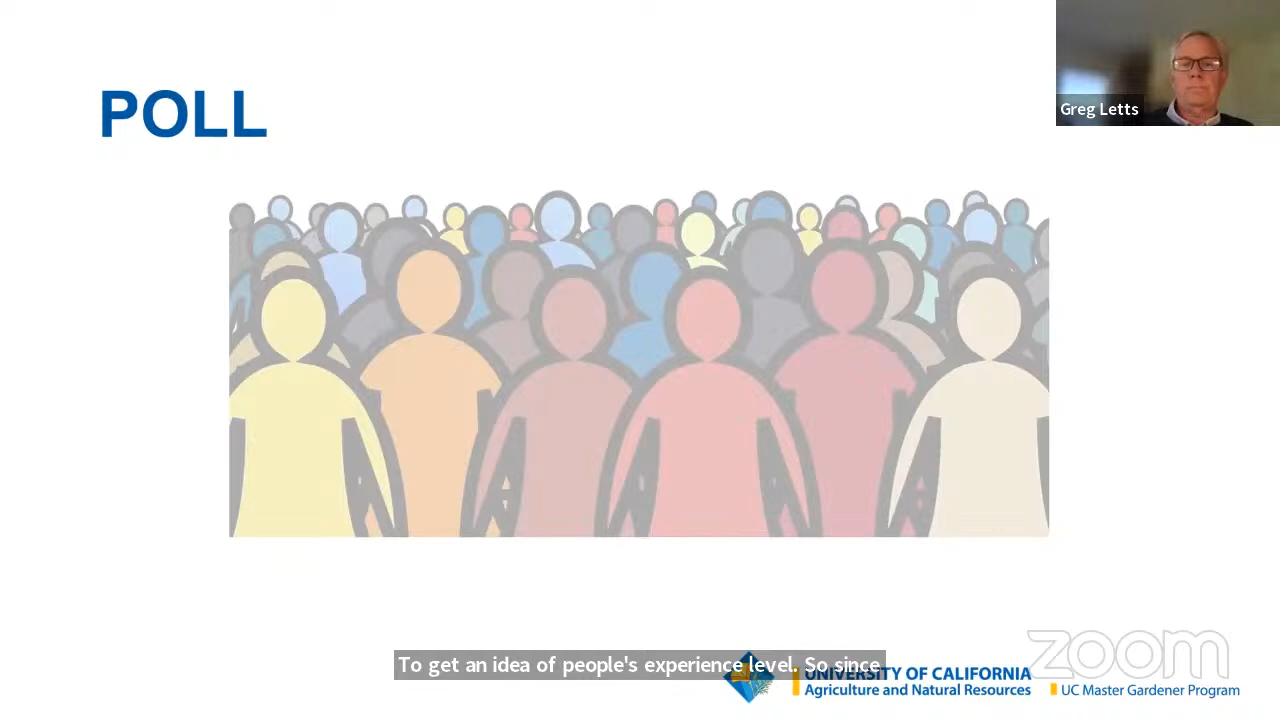 POLL
Greg Letts
To get an idea of people's experience level. So since
UNIVERSITY OF CALIFORNIA
Agriculture and Natural Resources
UC Master Gardener Program
zoom